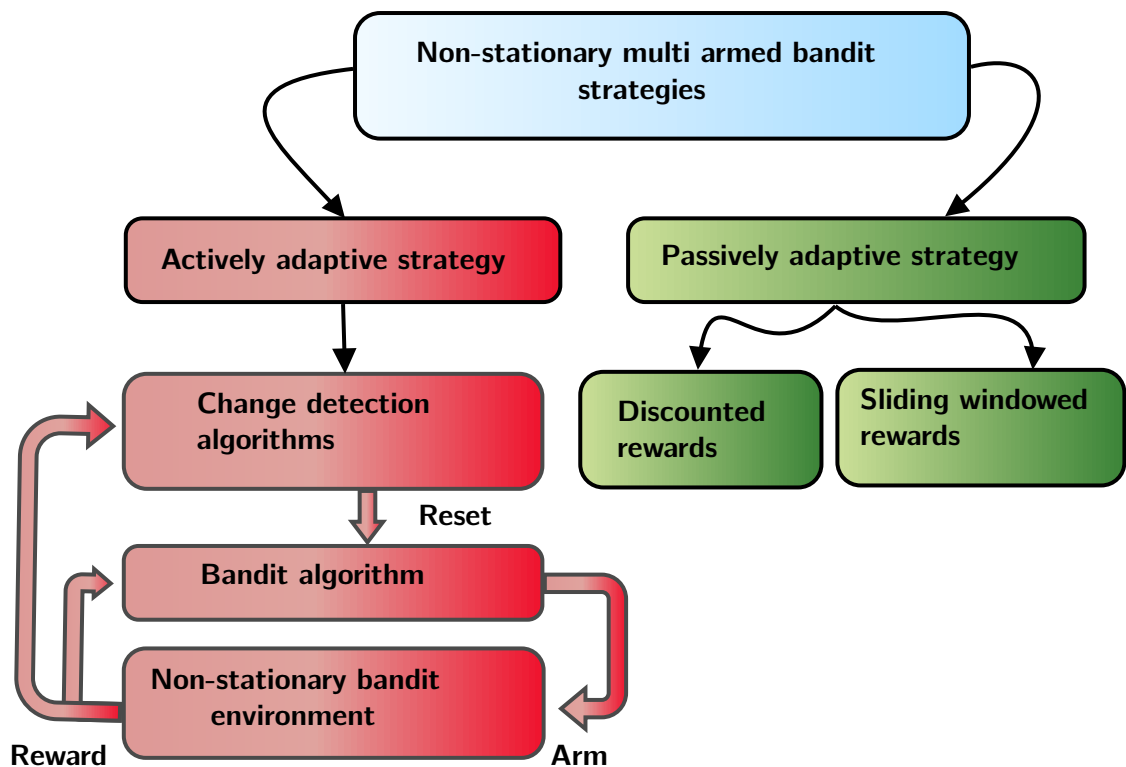 Non-stationary multi armed bandit
strategies
Actively adaptive strategy
Passively adaptive strategy
Change detection
algorithms
Discounted
rewards
Sliding windowed
rewards
Reset
Bandit algorithm
Non-stationary bandit
environment
Reward
Arm